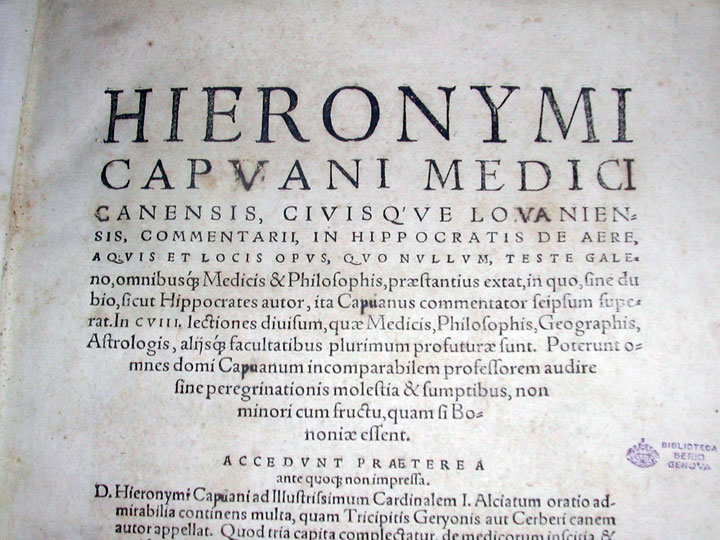 HIERONYMI
CAPVANI MEDICI
CANENSIS, CIVISQ'VE LOVANIEN-
SIS, COMMENTARII, IN HIPPOCRATIS DE AERE,
AQVIS ET LOCIS OPVS, QVO NVLLVM, TESTE GALE-
no, omnibusq́; Medicis & Philosophis, præstantius extat, in quo, sine du
bio, sicut Hippocrates autor, ita Capuanus commentator seipsum supe-
rat. In CVIII. lectiones diuisum, quæ Medicis, Philosophis, Geographis,
Astrologis, alijsq́; facultatibus plurimum profuturæ sunt. Poterunt o-
mnes domi Capuanum incomparabilem professorem audire
sine peregrinationis molestia & sumptibus, non
minori cum fructu, quam si Bo-
noniæ essent.
ACCEDVNT PRAETEREA
ante quoq; non impressa.
D. Hieronymi Capuani ad Illustrissimum Cardinalem I. Alciatum oratio ad-
mirabilia continens multa, quam Tricipitis Geryonis aut Cerberi canem
autor appellat. Quod tria capita complectatur, de medicorum inscitia &
BIBLIOTECA
BERIO
GENOVA